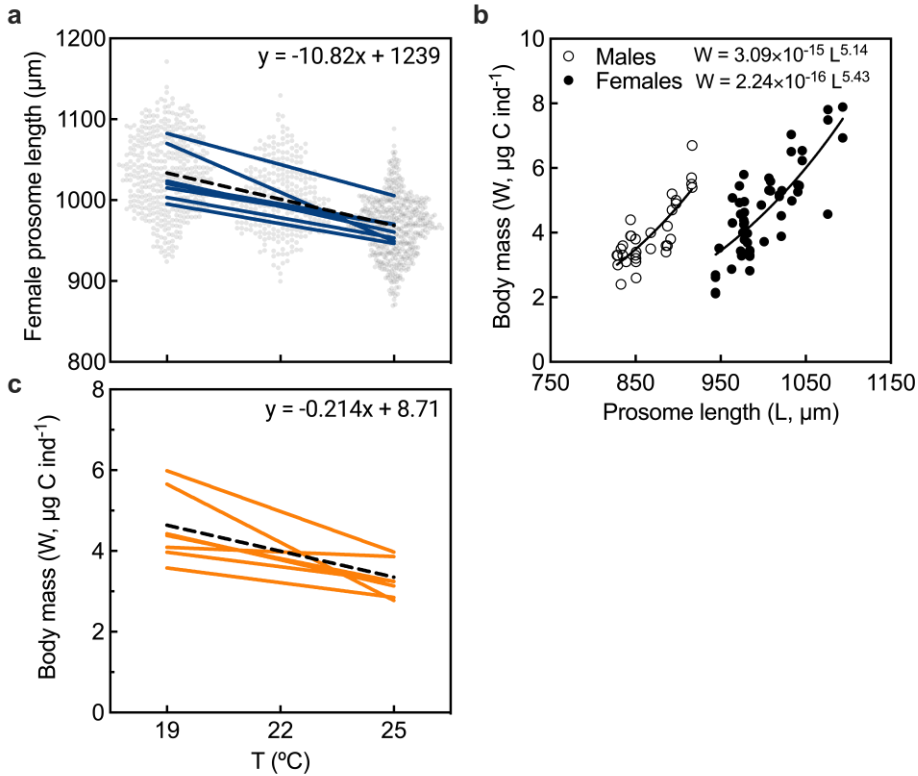 a
Female prosome length (µm)
1200
1100
1000
900
800
y = -10.82x + 1239
b
Body mass (W, µg C ind⁻¹)
10
8
6
4
2
0
Males W = 3.09×10⁻¹⁵ L⁵·¹⁴
Females W = 2.24×10⁻¹⁶ L⁵·⁴³
750 850 950 1050 1150
Prosome length (L, µm)
c
Body mass (W, µg C ind⁻¹)
8
6
4
2
0
y = -0.214x + 8.71
19 22 25
T (ºC)